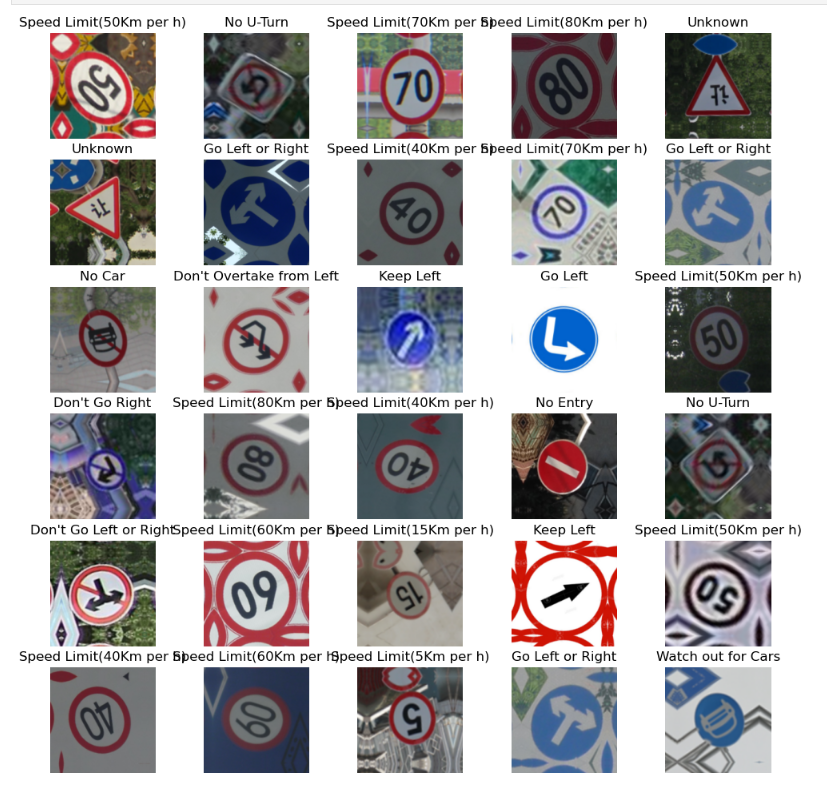 Speed Limit(50Km per h)
No U-Turn
Speed Limit(70Km per h)
Speed Limit(80Km per h)
Unknown
50
70
80
Unknown
Go Left or Right
Speed Limit(40Km per h)
Speed Limit(70Km per h)
Go Left or Right
40
70
No Car
Don't Overtake from Left
Keep Left
Go Left
Speed Limit(50Km per h)
50
Don't Go Right
Speed Limit(80Km per h)
Speed Limit(40Km per h)
No Entry
No U-Turn
80
40
Don't Go Left or Right
Speed Limit(60Km per h)
Speed Limit(15Km per h)
Keep Left
Speed Limit(50Km per h)
60
15
50
Speed Limit(40Km per h)
Speed Limit(60Km per h)
Speed Limit(5Km per h)
Go Left or Right
Watch out for Cars
40
60
5